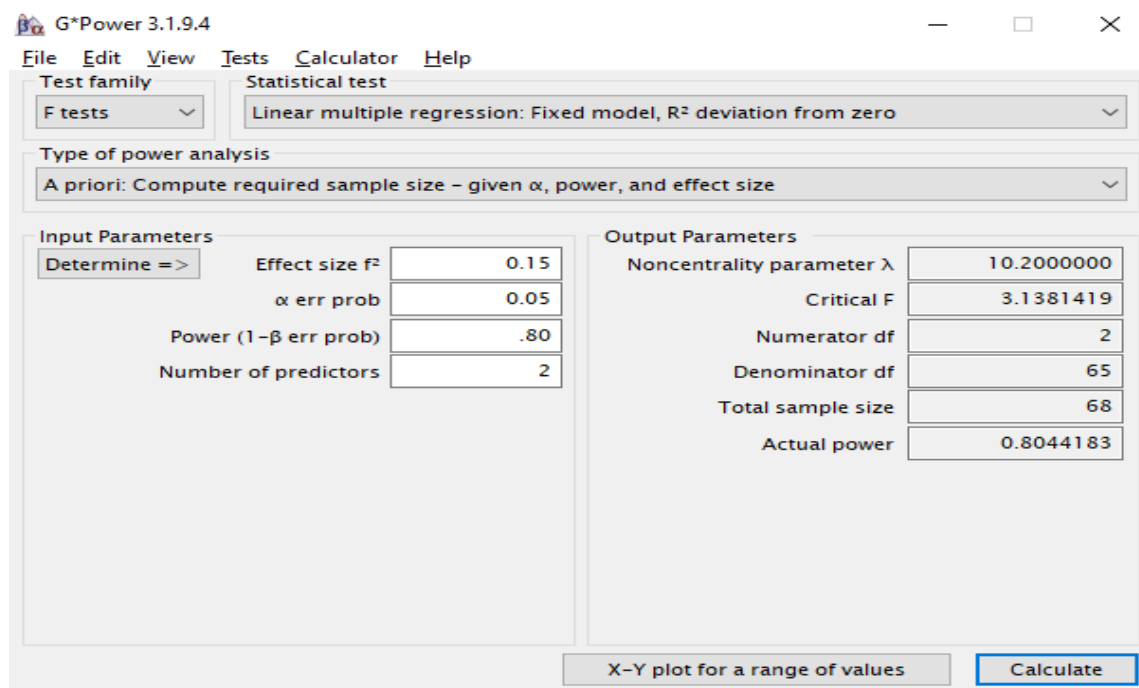 G*Power 3.1.9.4
File Edit View Tests Calculator Help
Test family
F tests
Statistical test
Linear multiple regression: Fixed model, R² deviation from zero
Type of power analysis
A priori: Compute required sample size – given α, power, and effect size
Input Parameters
Determine => Effect size f² 0.15
α err prob 0.05
Power (1–β err prob) .80
Number of predictors 2
Output Parameters
Noncentrality parameter λ 10.2000000
Critical F 3.1381419
Numerator df 2
Denominator df 65
Total sample size 68
Actual power 0.8044183
X–Y plot for a range of values Calculate